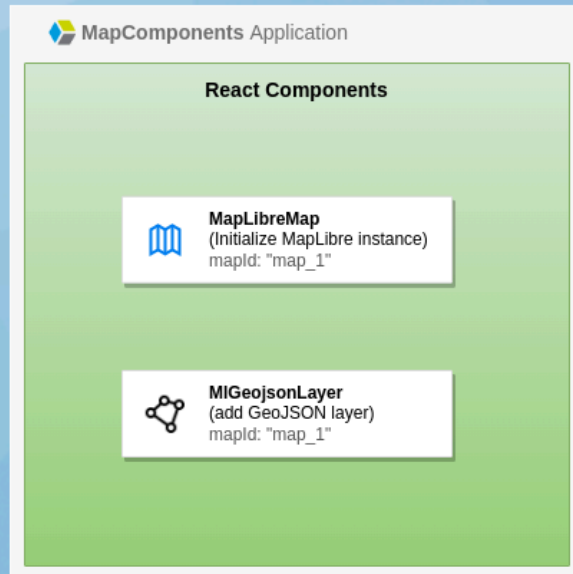 MapComponents Application
React Components
MapLibreMap
(Initialize MapLibre instance)
mapId: "map_1"
MlGeojsonLayer
(add GeoJSON layer)
mapId: "map_1"